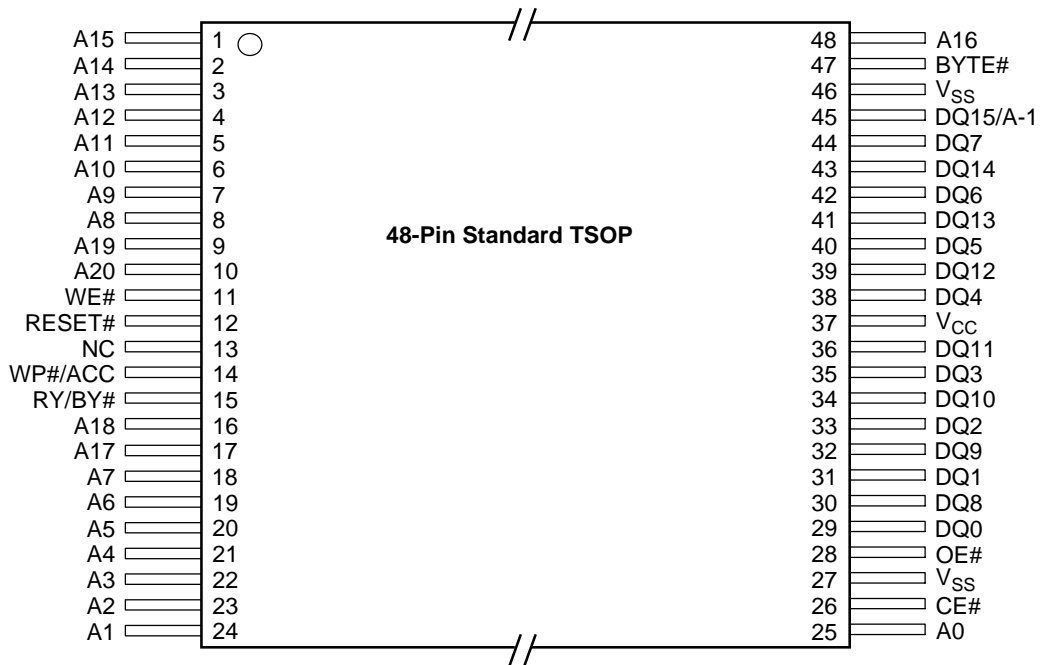 A15 1 48 A16
A14 2 47 BYTE#
A13 3 46 VSS
A12 4 45 DQ15/A-1
A11 5 44 DQ7
A10 6 43 DQ14
A9 7 42 DQ6
A8 8 41 DQ13
48-Pin Standard TSOP
A19 9 40 DQ5
A20 10 39 DQ12
WE# 11 38 DQ4
RESET# 12 37 VCC
NC 13 36 DQ11
WP#/ACC 14 35 DQ3
RY/BY# 15 34 DQ10
A18 16 33 DQ2
A17 17 32 DQ9
A7 18 31 DQ1
A6 19 30 DQ8
A5 20 29 DQ0
A4 21 28 OE#
A3 22 27 VSS
A2 23 26 CE#
A1 24 25 A0